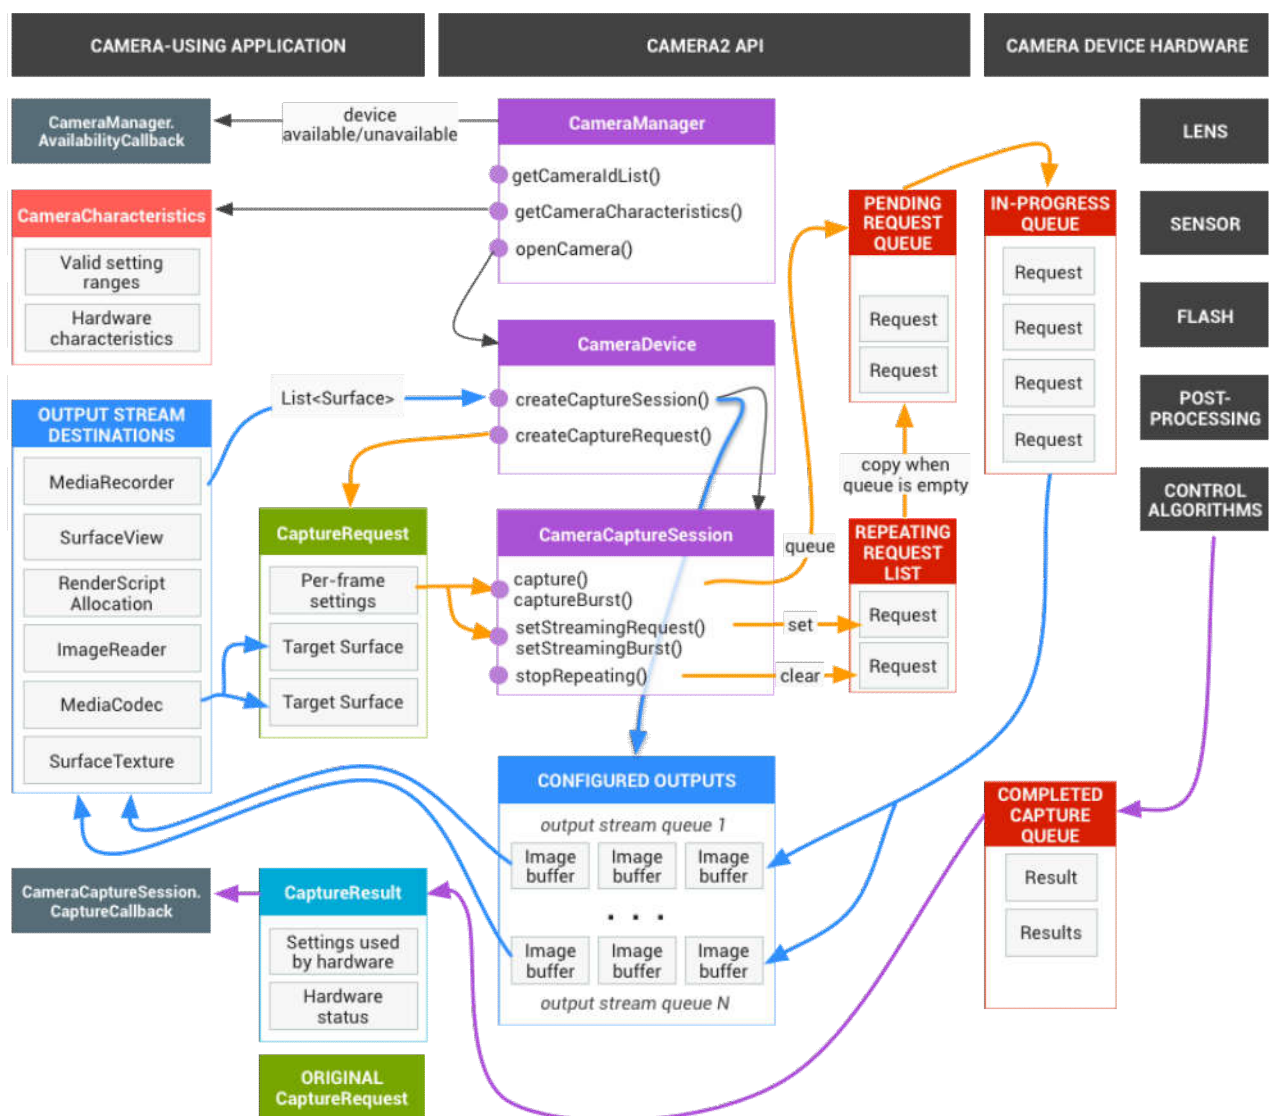 CAMERA-USING APPLICATION
CAMERA2 API
CAMERA DEVICE HARDWARE
CameraManager.
AvailabilityCallback
device
available/unavailable
CameraManager
getCameraIdList()
getCameraCharacteristics()
openCamera()
CameraCharacteristics
Valid setting
ranges
Hardware
characteristics
PENDING
REQUEST
QUEUE
Request
Request
IN-PROGRESS
QUEUE
Request
Request
Request
Request
LENS
SENSOR
FLASH
POST-
PROCESSING
CONTROL
ALGORITHMS
CameraDevice
createCaptureSession()
createCaptureRequest()
List<Surface>
OUTPUT STREAM
DESTINATIONS
MediaRecorder
SurfaceView
RenderScript
Allocation
ImageReader
MediaCodec
SurfaceTexture
CaptureRequest
Per-frame
settings
Target Surface
Target Surface
CameraCaptureSession
capture()
captureBurst()
setStreamingRequest()
setStreamingBurst()
stopRepeating()
queue
set
clear
copy when
queue is empty
REPEATING
REQUEST
LIST
Request
Request
CONFIGURED OUTPUTS
output stream queue 1
Image
buffer
Image
buffer
Image
buffer
. . .
Image
buffer
Image
buffer
Image
buffer
output stream queue N
COMPLETED
CAPTURE
QUEUE
Result
Results
CameraCaptureSession.
CaptureCallback
CaptureResult
Settings used
by hardware
Hardware
status
ORIGINAL
CaptureRequest